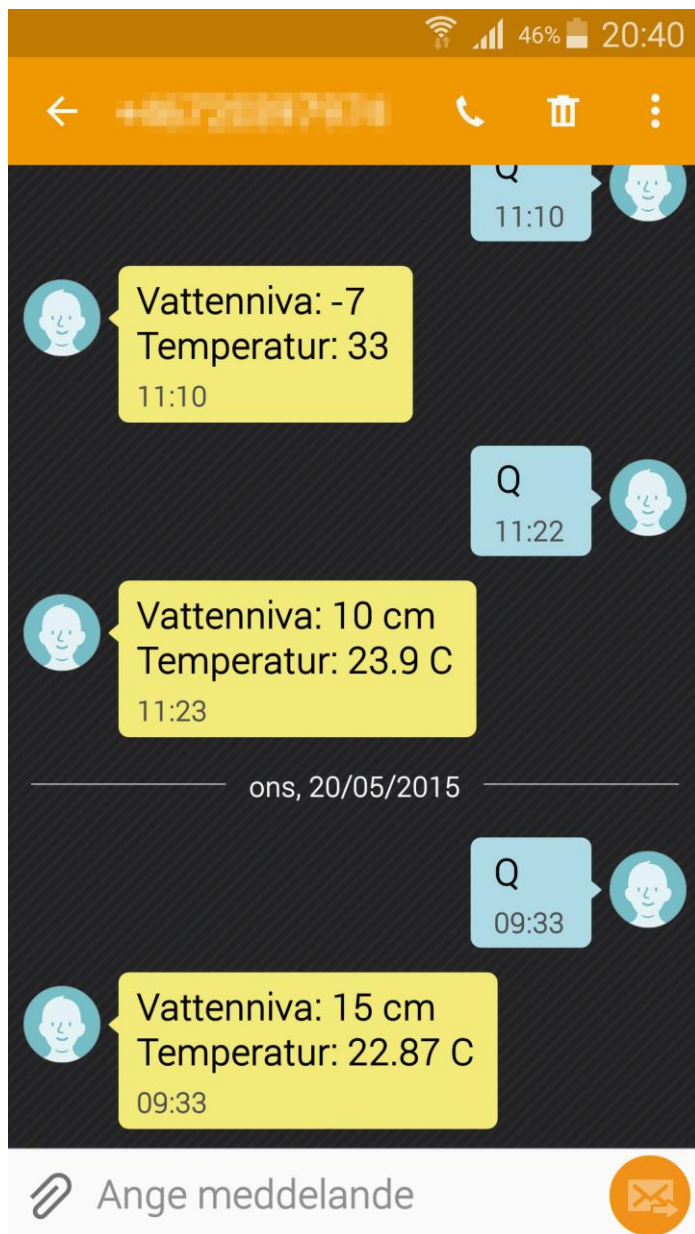 46% 20:40
Q
11:10
Vattenniva: -7
Temperatur: 33
11:10
Q
11:22
Vattenniva: 10 cm
Temperatur: 23.9 C
11:23
ons, 20/05/2015
Q
09:33
Vattenniva: 15 cm
Temperatur: 22.87 C
09:33
Ange meddelande